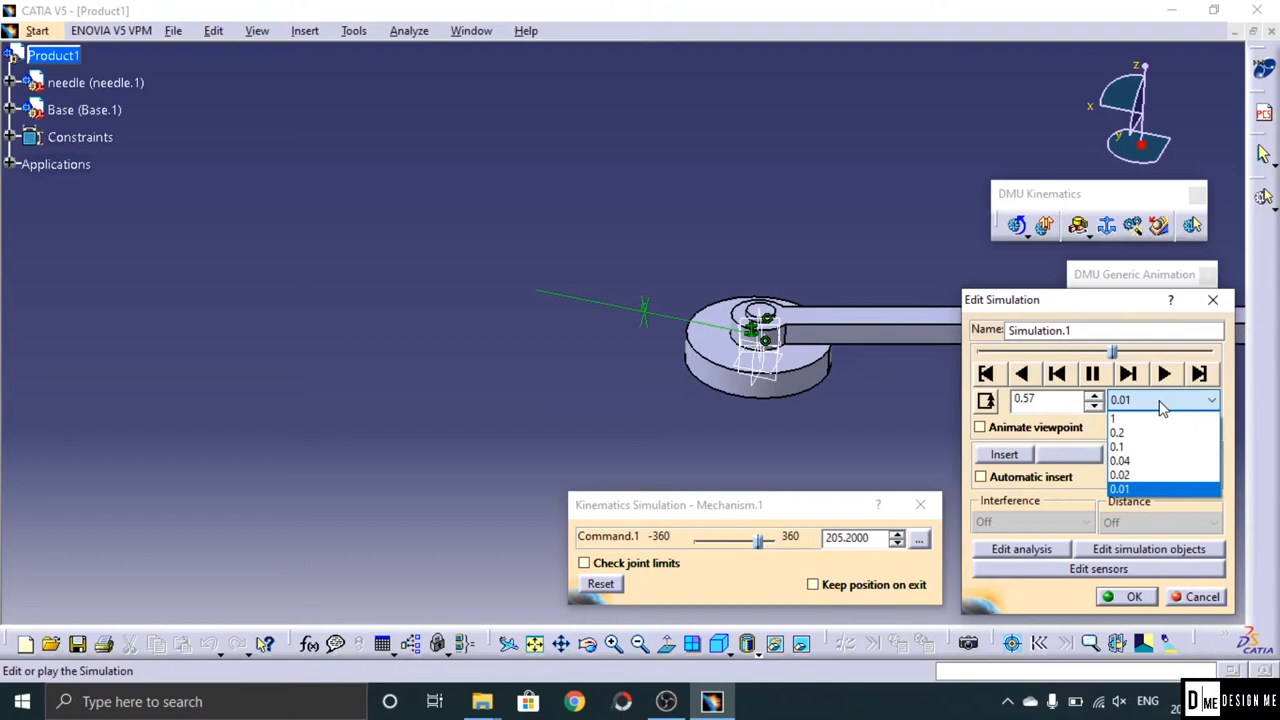 CATIA V5 - [Product1]
Start ENOVIA V5 VPM File Edit View Insert Tools Analyze Window Help
Product1
needle (needle.1)
Base (Base.1)
Constraints
Applications
z
x
y
PCS
DMU Kinematics
DMU Generic Animation
Edit Simulation ?
Name: Simulation.1
0.57 0.01
1
0.2
0.1
0.04
0.02
0.01
Animate viewpoint
Insert
Automatic insert
Interference Distance
Off Off
Edit analysis Edit simulation objects
Edit sensors
OK Cancel
Kinematics Simulation - Mechanism.1 ?
Command.1 -360 360 205.2000 ...
Check joint limits
Reset Keep position on exit
f(x)
CATIA
Edit or play the Simulation
Type here to search
ENG
D ME DESIGN ME